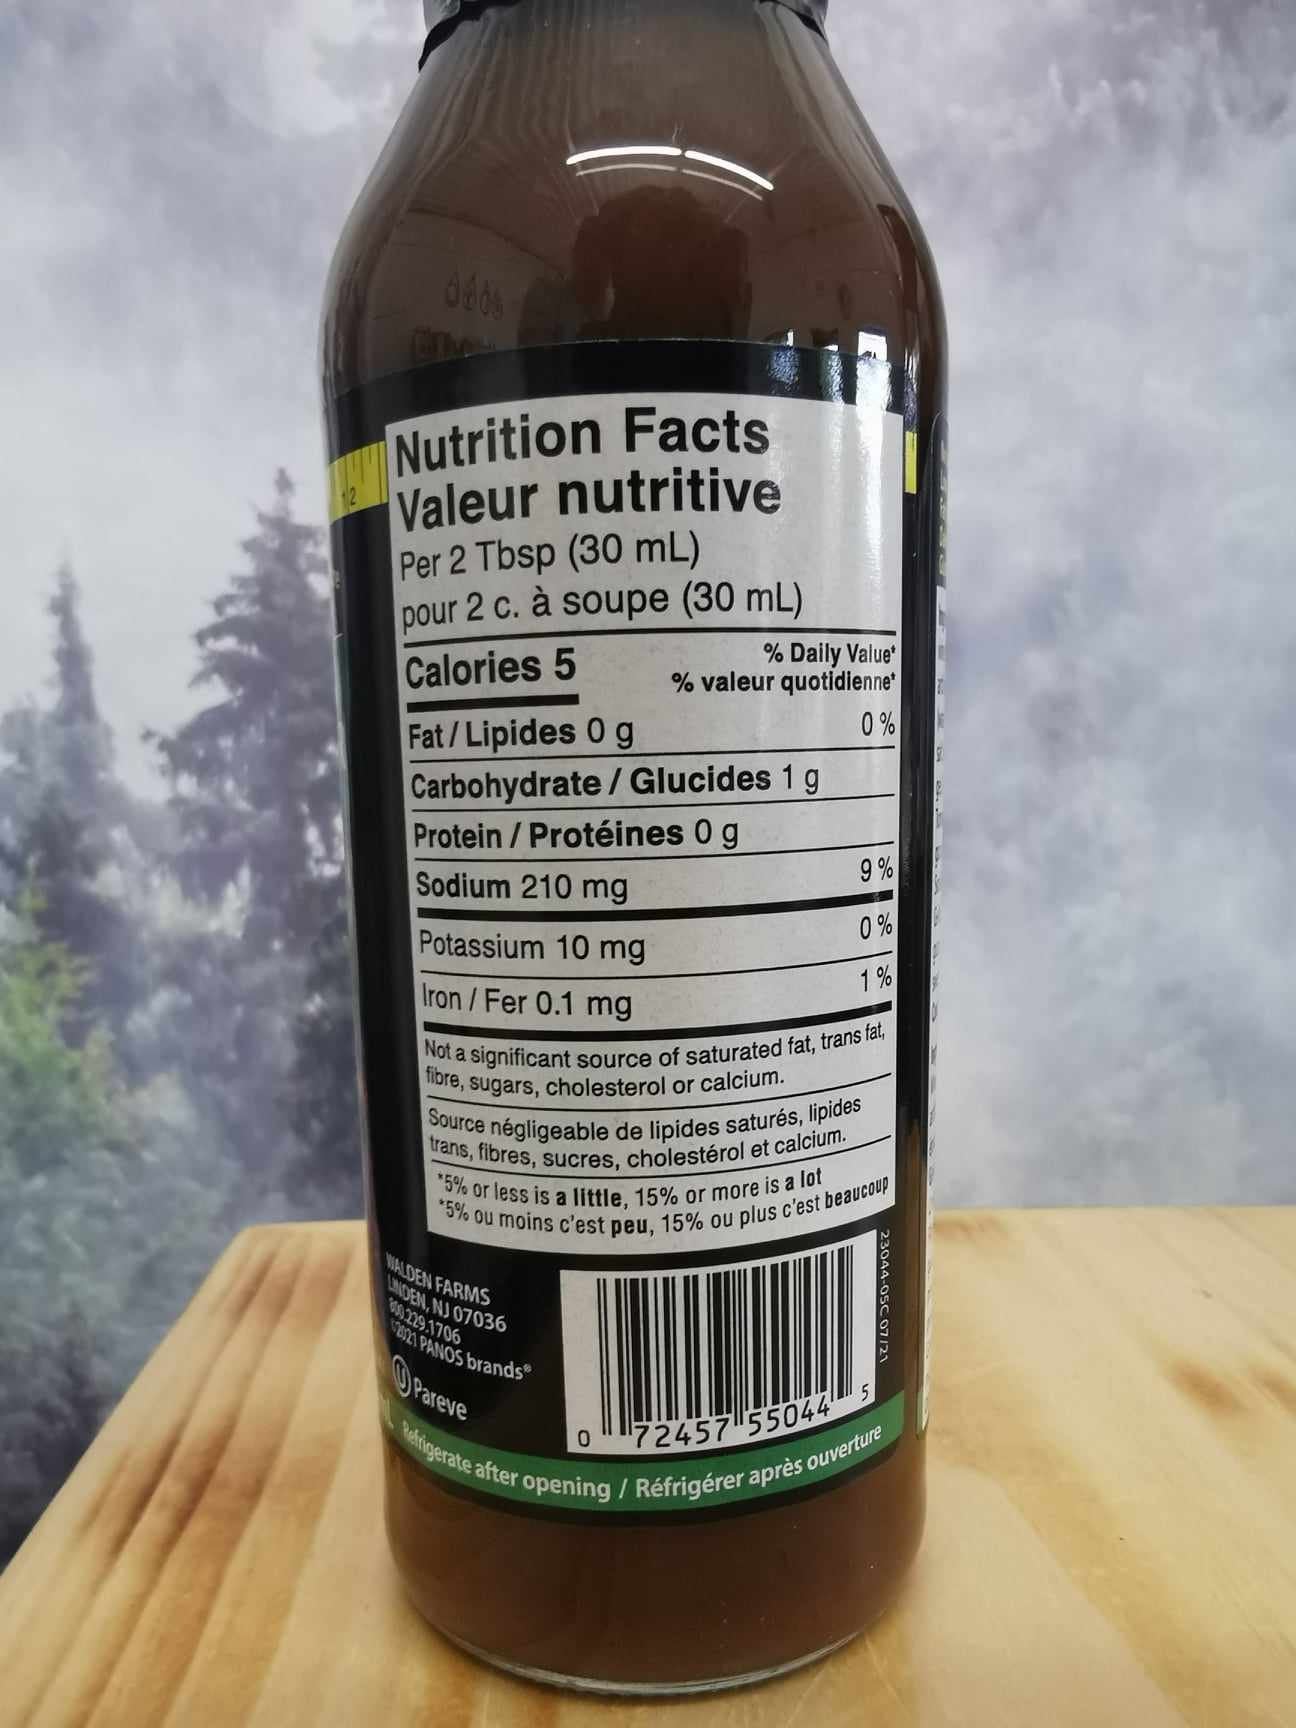 Nutrition Facts
Valeur nutritive
Per 2 Tbsp (30 mL)
pour 2 c. à soupe (30 mL)
Calories 5
% Daily Value*
% valeur quotidienne*
Fat / Lipides 0 g 0 %
Carbohydrate / Glucides 1 g
Protein / Protéines 0 g
Sodium 210 mg 9 %
Potassium 10 mg 0 %
Iron / Fer 0.1 mg 1 %
Not a significant source of saturated fat, trans fat,
fibre, sugars, cholesterol or calcium.
Source négligeable de lipides saturés, lipides
trans, fibres, sucres, cholestérol et calcium.
*5% or less is a little, 15% or more is a lot
*5% ou moins c'est peu, 15% ou plus c'est beaucoup
WALDEN FARMS
LINDEN, NJ 07036
800.229.1706
©2021 PANOS brands®
U Pareve
23044-05C 07/21
0 72457 55044 5
Refrigerate after opening / Réfrigérer après ouverture